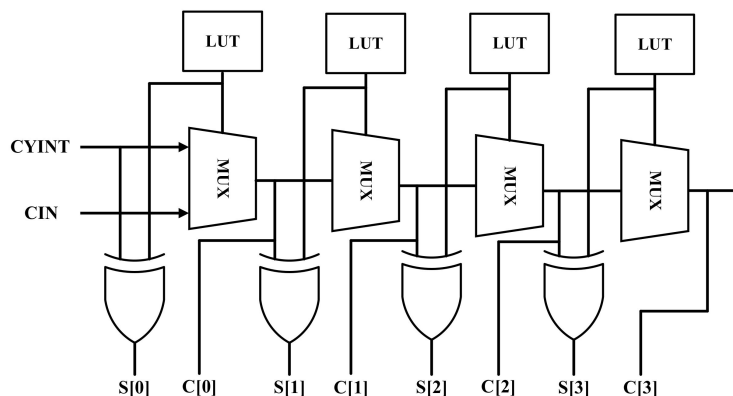 LUT LUT LUT LUT
CYINT
MUX MUX MUX MUX
CIN
S[0] C[0] S[1] C[1] S[2] C[2] S[3] C[3]